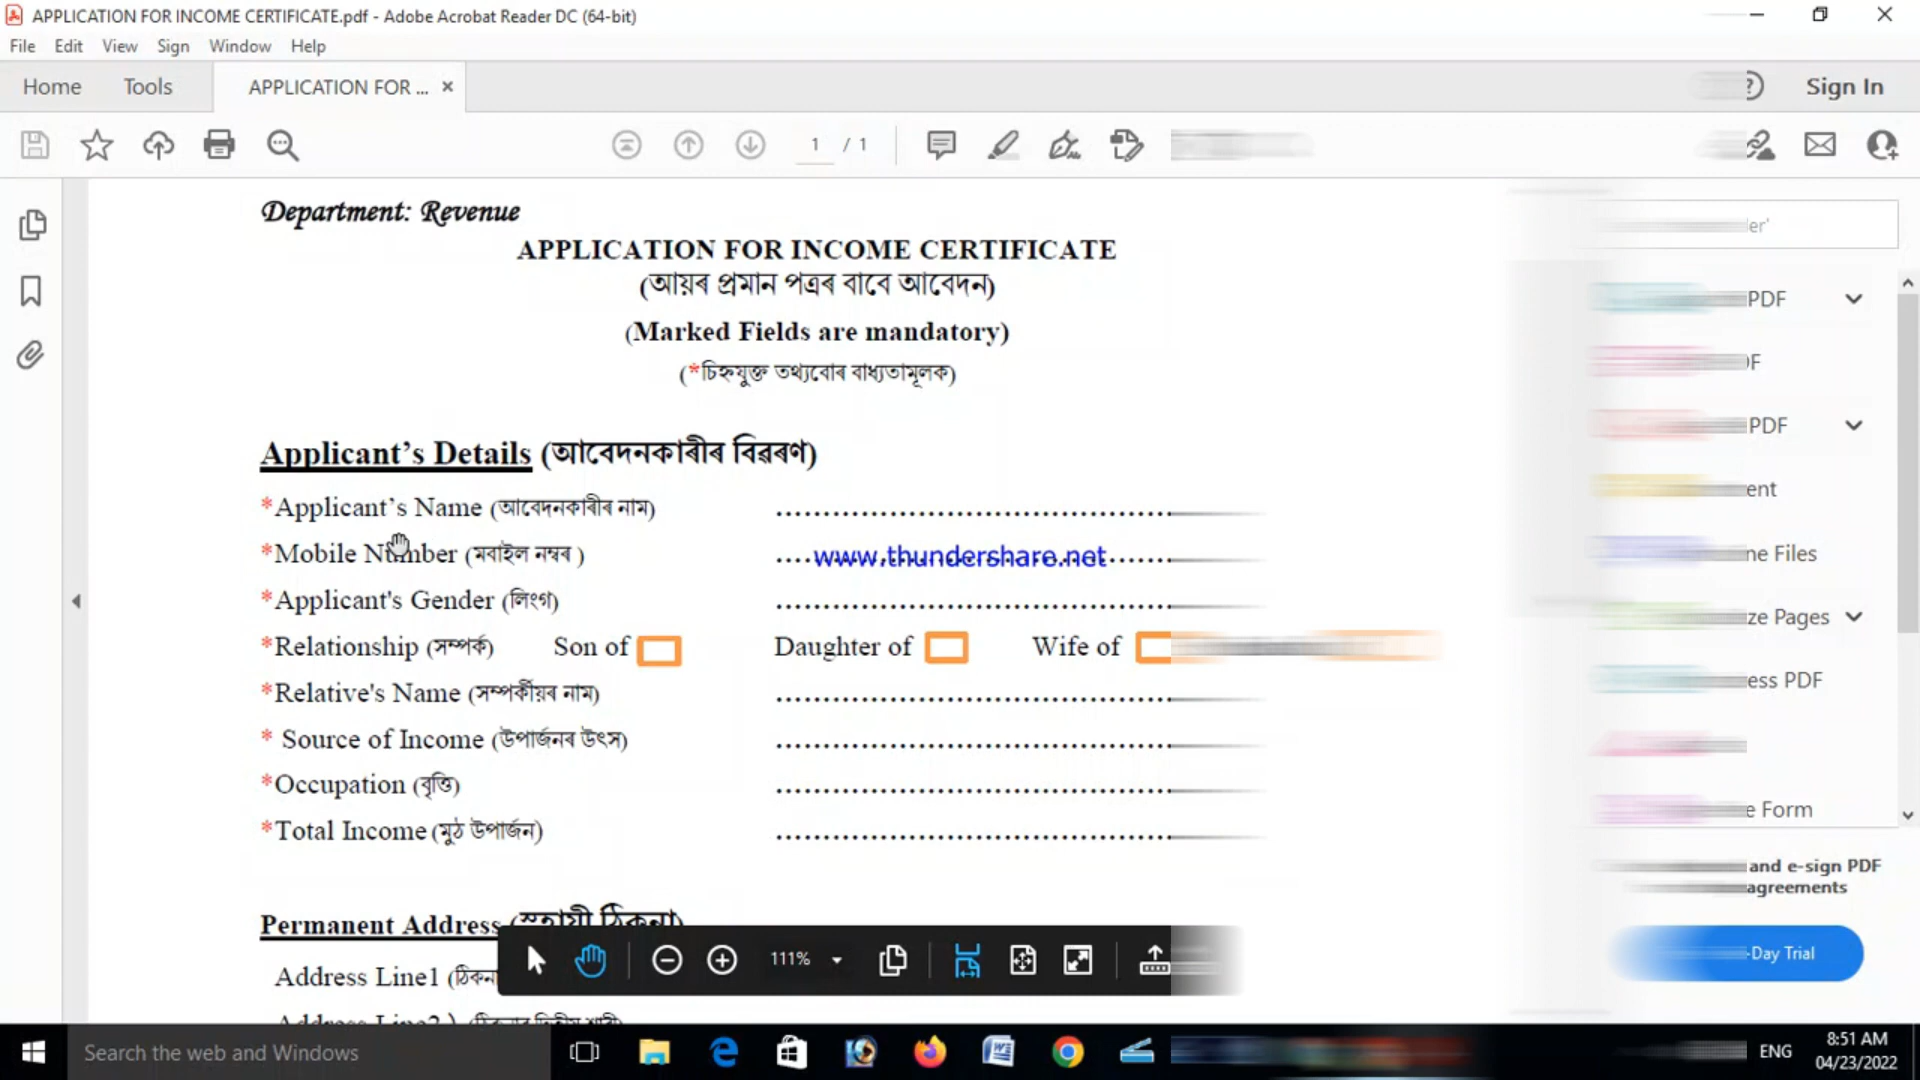 APPLICATION FOR INCOME CERTIFICATE.pdf - Adobe Acrobat Reader DC (64-bit)
File Edit View Sign Window Help
Home Tools APPLICATION FOR ... × Sign In
1 / 1
Department: Revenue
APPLICATION FOR INCOME CERTIFICATE
(আয়ৰ প্ৰমান পত্ৰৰ বাবে আবেদন)
(Marked Fields are mandatory)
(*চিহ্নযুক্ত তথ্যবোৰ বাধ্যতামূলক)
Applicant’s Details (আবেদনকাৰীৰ বিৱৰণ)
*Applicant’s Name (আবেদনকাৰীৰ নাম)
*Mobile Number (মবাইল নম্বৰ ) www.thundershare.net
*Applicant's Gender (লিংগ)
*Relationship (সম্পৰ্ক) Son of Daughter of Wife of
*Relative's Name (সম্পৰ্কীয়ৰ নাম)
* Source of Income (উপাৰ্জনৰ উৎস)
*Occupation (বৃত্তি)
*Total Income (মুঠ উপাৰ্জন)
Permanent Address (স্হায়ী ঠিকনা)
Address Line1
111%
PDF
PDF
ne Files
ze Pages
ess PDF
e Form
and e-sign PDF
agreements
-Day Trial
Search the web and Windows
ENG
8:51 AM
04/23/2022